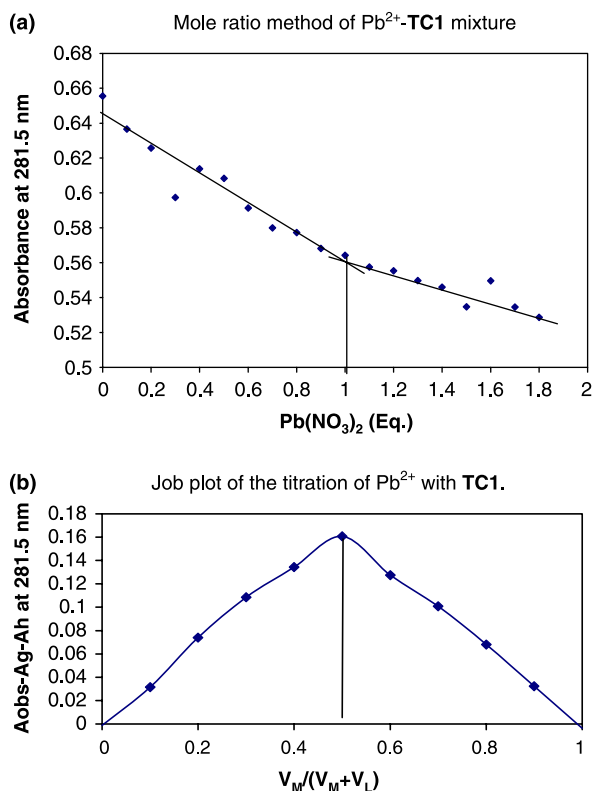 (a) Mole ratio method of Pb²⁺-TC1 mixture
0.68
0.66
0.64
0.62
0.6
0.58
0.56
0.54
0.52
0.5
Absorbance at 281.5 nm
0 0.2 0.4 0.6 0.8 1 1.2 1.4 1.6 1.8 2
Pb(NO₃)₂ (Eq.)
(b) Job plot of the titration of Pb²⁺ with TC1.
0.18
0.16
0.14
0.12
0.1
0.08
0.06
0.04
0.02
0
Aobs-Ag-Ah at 281.5 nm
0 0.2 0.4 0.6 0.8 1
V_M/(V_M+V_L)